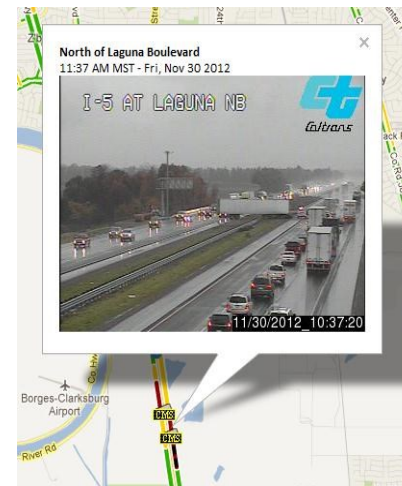 24th
North of Laguna Boulevard
11:37 AM MST - Fri, Nov 30 2012
I-5 AT LAGUNA NB
Caltrans
11/30/2012_10:37:20
Borges-Clarksburg
Airport
CMS
CMS
River Rd